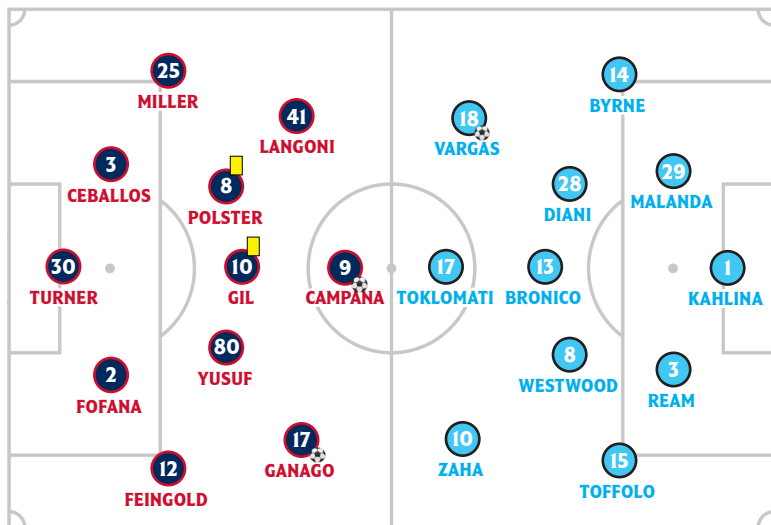 25
MILLER
41
LANGONI
3
CEBALLOS
8
POLSTER
30
TURNER
10
GIL
9
CAMPANA
80
YUSUF
2
FOFANA
17
GANAGO
12
FEINGOLD
14
BYRNE
18
VARGAS
29
MALANDA
28
DIANI
17
TOKLOMATI
13
BRONICO
1
KAHLINA
8
WESTWOOD
3
REAM
10
ZAHA
15
TOFFOLO